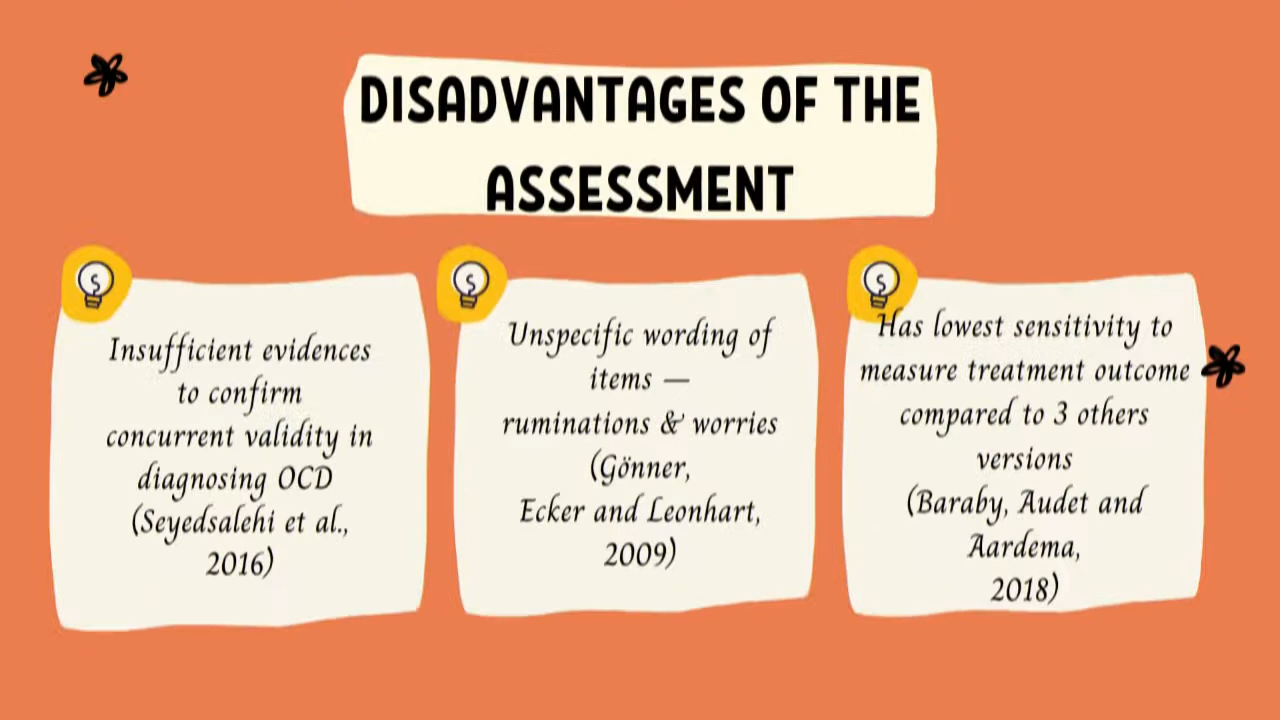 DISADVANTAGES OF THE
ASSESSMENT
Insufficient evidences
to confirm
concurrent validity in
diagnosing OCD
(Seyedsalehi et al.,
2016)
Unspecific wording of
items —
ruminations & worries
(Gönner,
Ecker and Leonhart,
2009)
Has lowest sensitivity to
measure treatment outcome
compared to 3 others
versions
(Baraby, Audet and
Aardema,
2018)